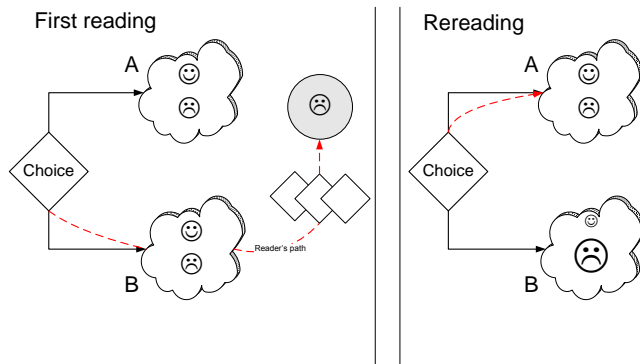 First reading
A
Choice
B
Reader's path
Rereading
A
Choice
B